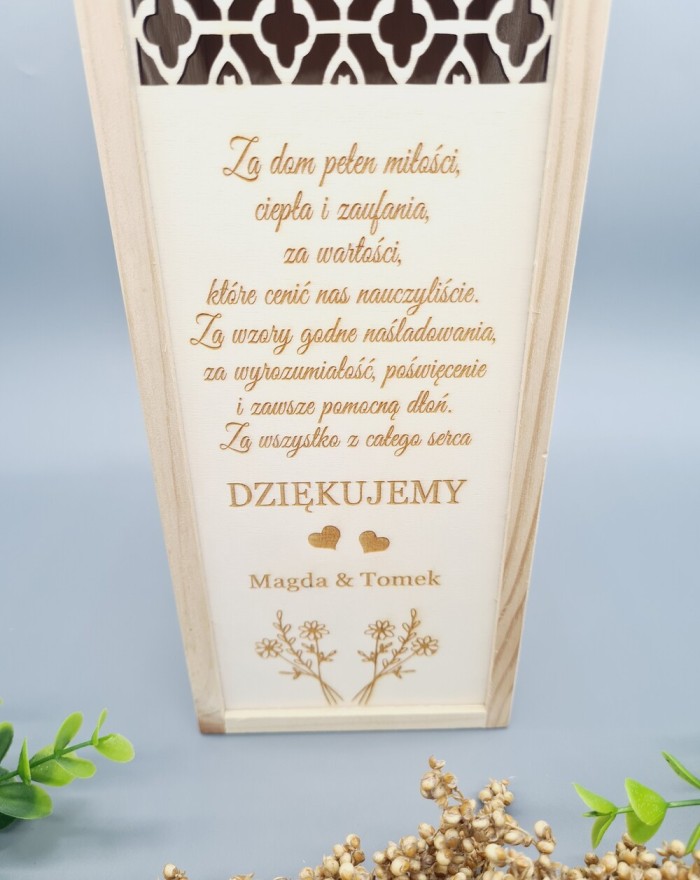 Za dom pełen miłości,
ciepła i zaufania,
za wartości,
które cenić nas nauczyliście.
Za wzory godne naśladowania,
za wyrozumiałość, poświęcenie
i zawsze pomocną dłoń.
Za wszystko z całego serca
DZIĘKUJEMY
Magda & Tomek